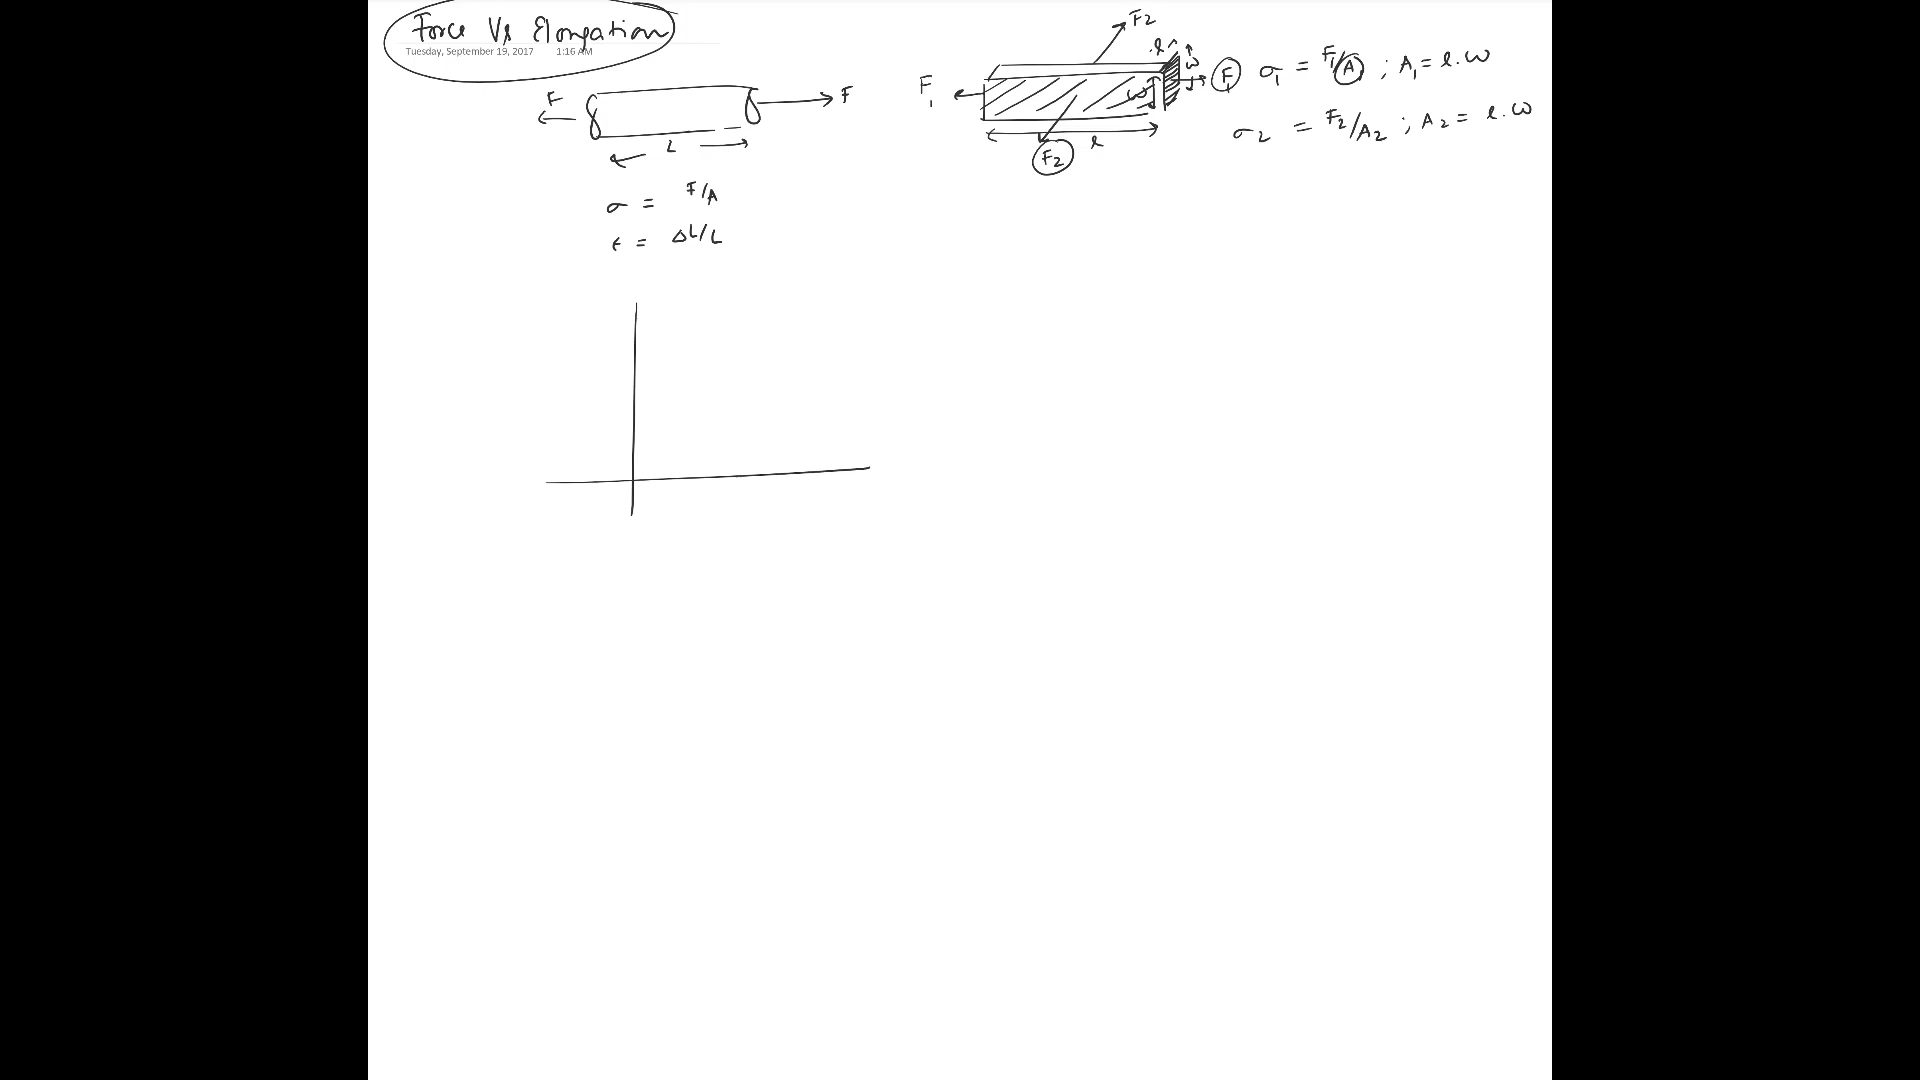 Force Vs Elongation
Tuesday, September 19, 2017 1:16 AM
F F
L
σ = F/A
ε = ΔL/L
F2
l
w
F1 w F1
l
F2
σ1 = F1/A ; A1 = l.w
σ2 = F2/A2 ; A2 = l.w